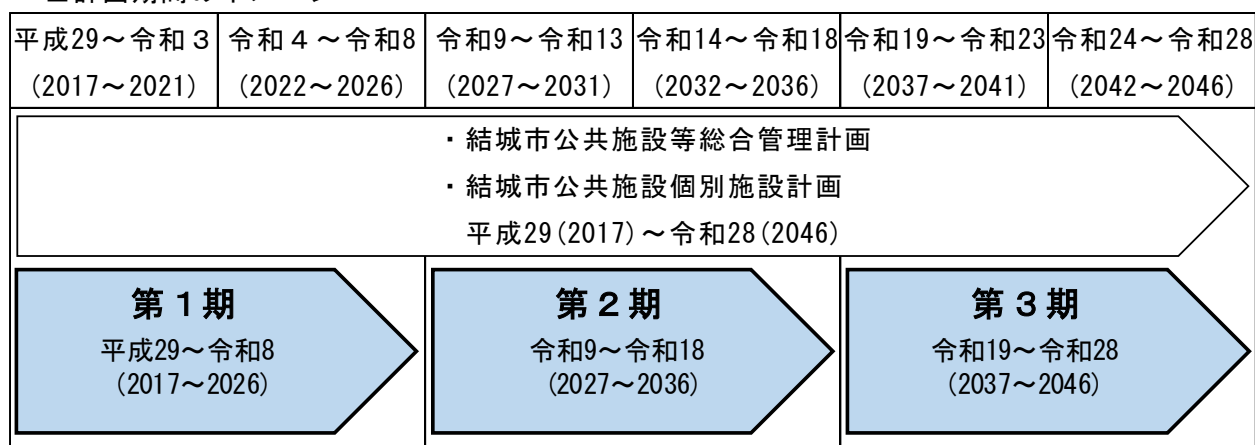 平成29～令和３ 令和４～令和8 令和9～令和13 令和14～令和18 令和19～令和23 令和24～令和28
(2017～2021) (2022～2026) (2027～2031) (2032～2036) (2037～2041) (2042～2046)
・結城市公共施設等総合管理計画
・結城市公共施設個別施設計画
平成29(2017)～令和28(2046)
第１期
平成29～令和8
(2017～2026)
第２期
令和9～令和18
(2027～2036)
第３期
令和19～令和28
(2037～2046)